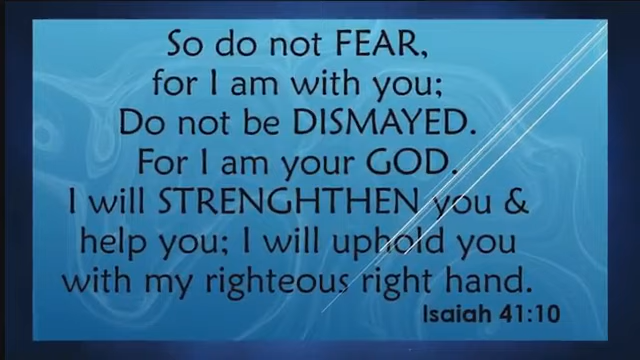 So do not FEAR,
for I am with you;
Do not be DISMAYED.
For I am your GOD.
I will STRENGHTHEN you &
help you; I will uphold you
with my righteous right hand.
Isaiah 41:10